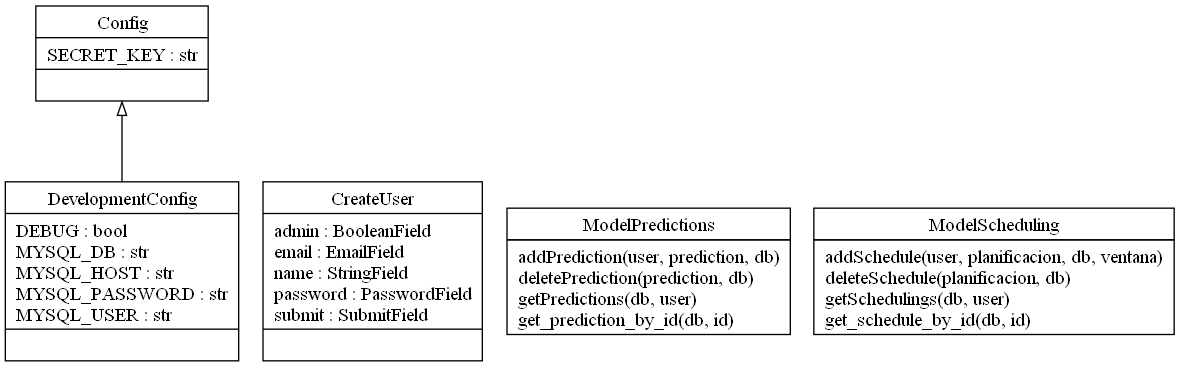 Config
SECRET_KEY : str
DevelopmentConfig
DEBUG : bool
MYSQL_DB : str
MYSQL_HOST : str
MYSQL_PASSWORD : str
MYSQL_USER : str
CreateUser
admin : BooleanField
email : EmailField
name : StringField
password : PasswordField
submit : SubmitField
ModelPredictions
addPrediction(user, prediction, db)
deletePrediction(prediction, db)
getPredictions(db, user)
get_prediction_by_id(db, id)
ModelScheduling
addSchedule(user, planificacion, db, ventana)
deleteSchedule(planificacion, db)
getSchedulings(db, user)
get_schedule_by_id(db, id)